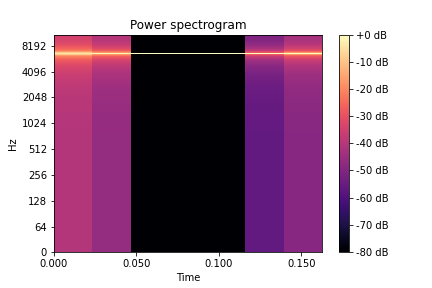 Power spectrogram
Hz
8192
4096
2048
1024
512
256
128
64
0
0.000 0.050 0.100 0.150
Time
+0 dB
-10 dB
-20 dB
-30 dB
-40 dB
-50 dB
-60 dB
-70 dB
-80 dB